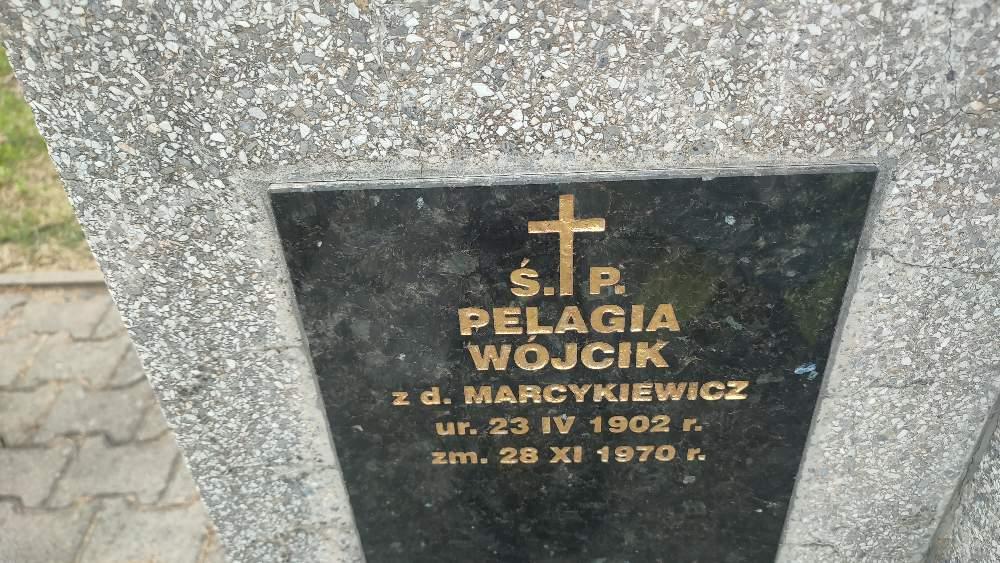 Ś. P.
PELAGIA
WÓJCIK
z d. MARCYKIEWICZ
ur. 23 IV 1902 r.
zm. 28 XI 1970 r.